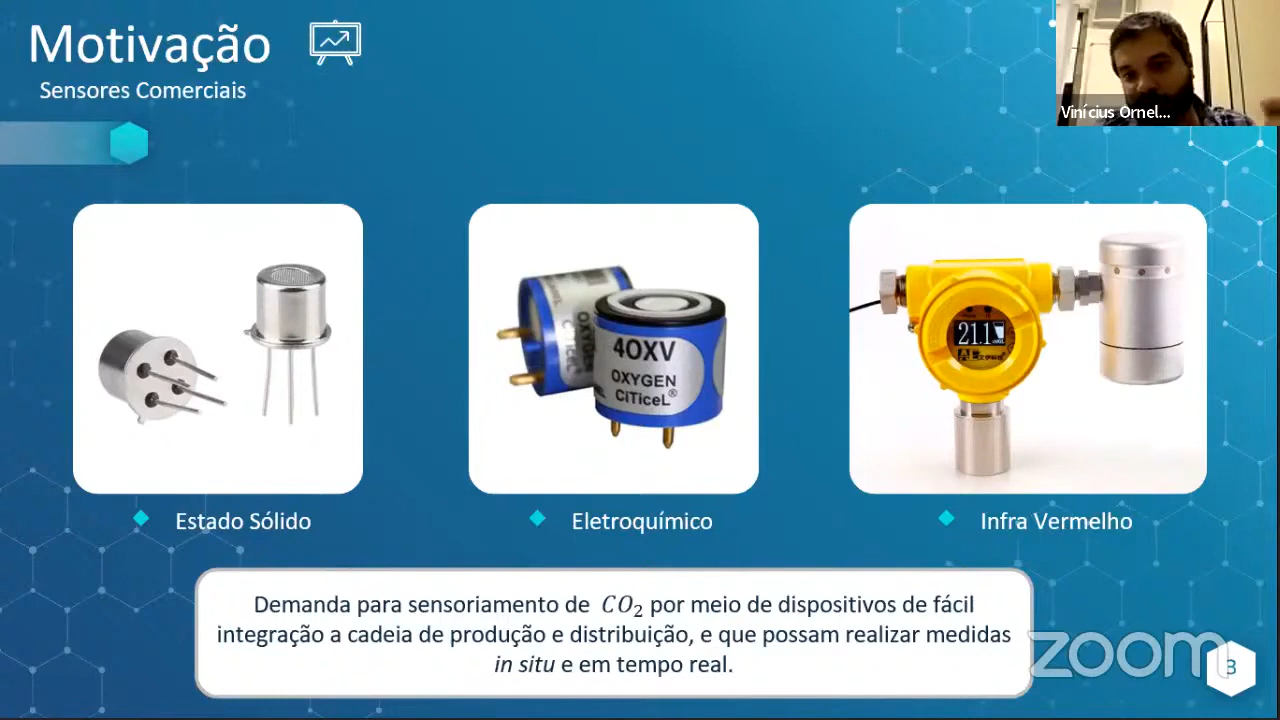 Motivação
Sensores Comerciais
Vinícius Ornel...
40XV
OXYGEN
CiTiceL®
21.1
Estado Sólido
Eletroquímico
Infra Vermelho
Demanda para sensoriamento de CO₂ por meio de dispositivos de fácil
integração a cadeia de produção e distribuição, e que possam realizar medidas
in situ e em tempo real.
zoom
3